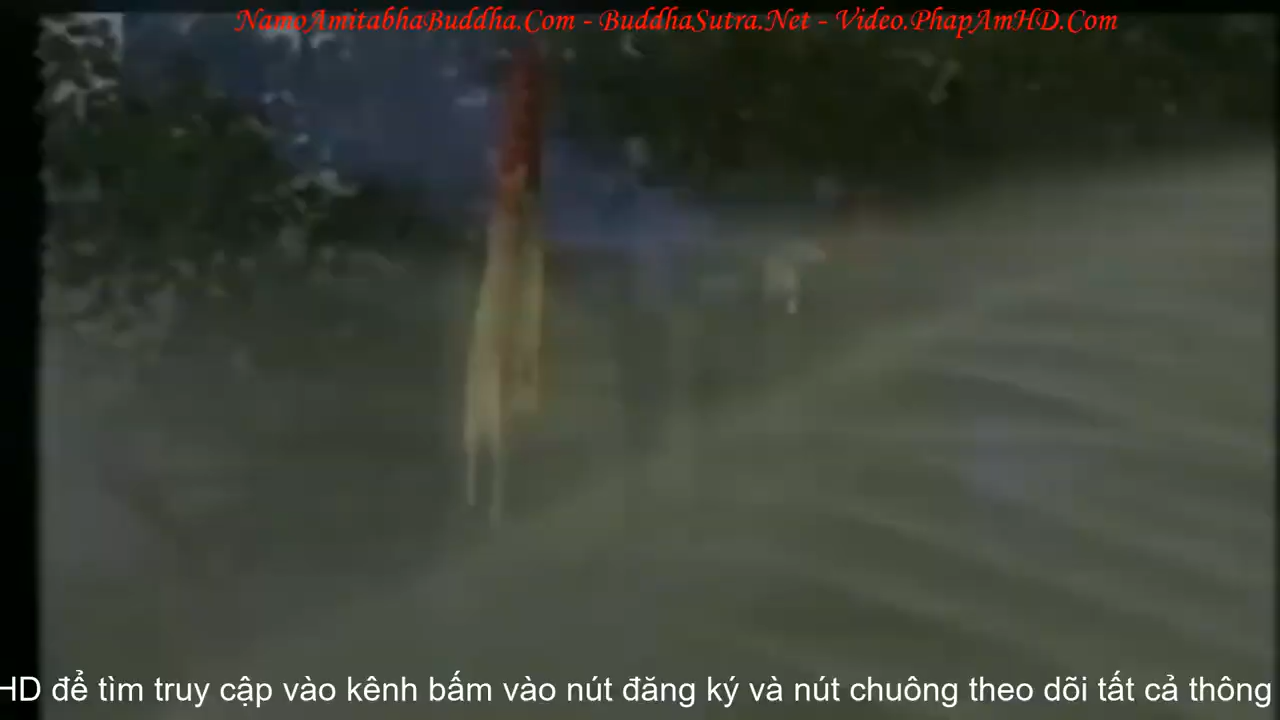 NamoAmitabhaBuddha.Com - BuddhaSutra.Net - Video.PhapAmHD.Com
HD để tìm truy cập vào kênh bấm vào nút đăng ký và nút chuông theo dõi tất cả thông